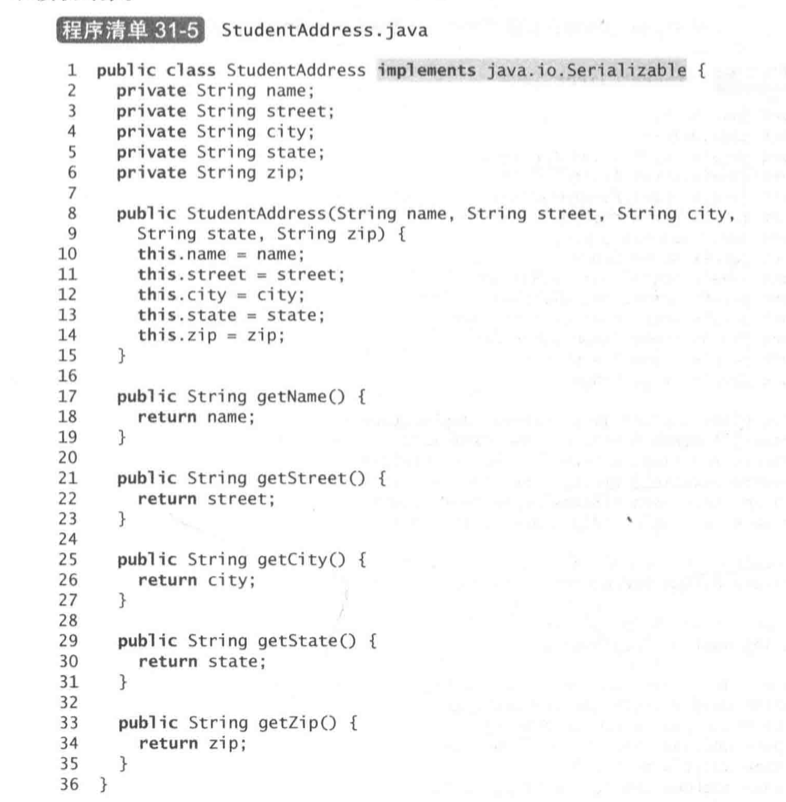 程序清单 31-5 StudentAddress.java
1 public class StudentAddress implements java.io.Serializable {
2   private String name;
3   private String street;
4   private String city;
5   private String state;
6   private String zip;
7
8   public StudentAddress(String name, String street, String city,
9     String state, String zip) {
10     this.name = name;
11     this.street = street;
12     this.city = city;
13     this.state = state;
14     this.zip = zip;
15   }
16
17   public String getName() {
18     return name;
19   }
20
21   public String getStreet() {
22     return street;
23   }
24
25   public String getCity() {
26     return city;
27   }
28
29   public String getState() {
30     return state;
31   }
32
33   public String getZip() {
34     return zip;
35   }
36 }